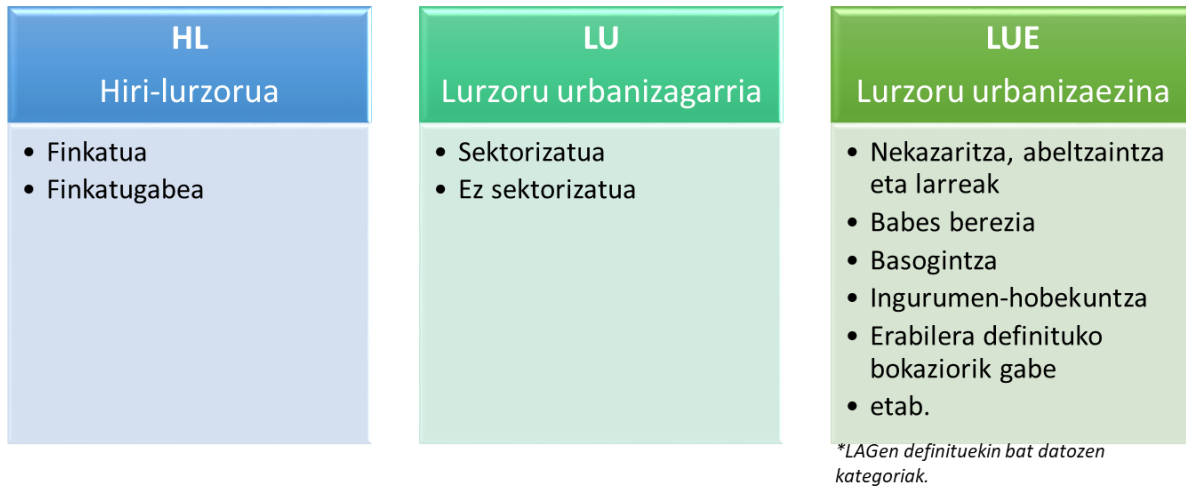 HL
Hiri-lurzorua
• Finkatua
• Finkatugabea
LU
Lurzoru urbanizagarria
• Sektorizatua
• Ez sektorizatua
LUE
Lurzoru urbanizaezina
• Nekazaritza, abeltzaintza
eta larreak
• Babes berezia
• Basogintza
• Ingurumen-hobekuntza
• Erabilera definituko
bokaziorik gabe
• etab.
*LAGen definituekin bat datozen
kategoriak.